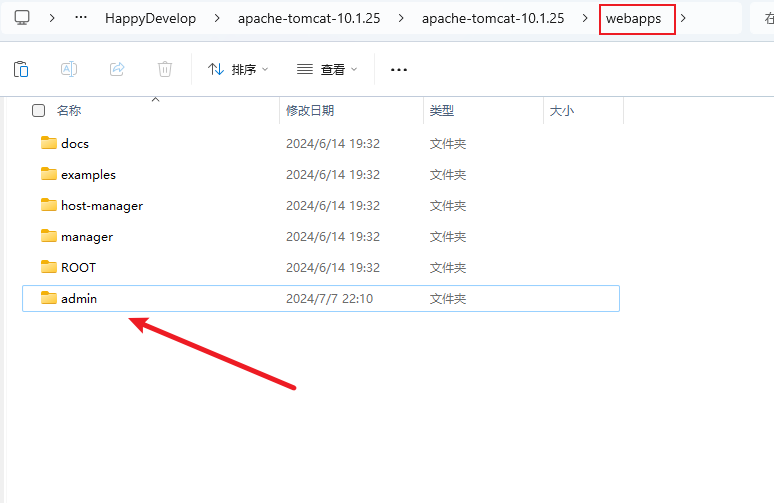 HappyDevelop apache-tomcat-10.1.25 apache-tomcat-10.1.25 webapps
排序 查看
名称 修改日期 类型 大小
docs 2024/6/14 19:32 文件夹
examples 2024/6/14 19:32 文件夹
host-manager 2024/6/14 19:32 文件夹
manager 2024/6/14 19:32 文件夹
ROOT 2024/6/14 19:32 文件夹
admin 2024/7/7 22:10 文件夹